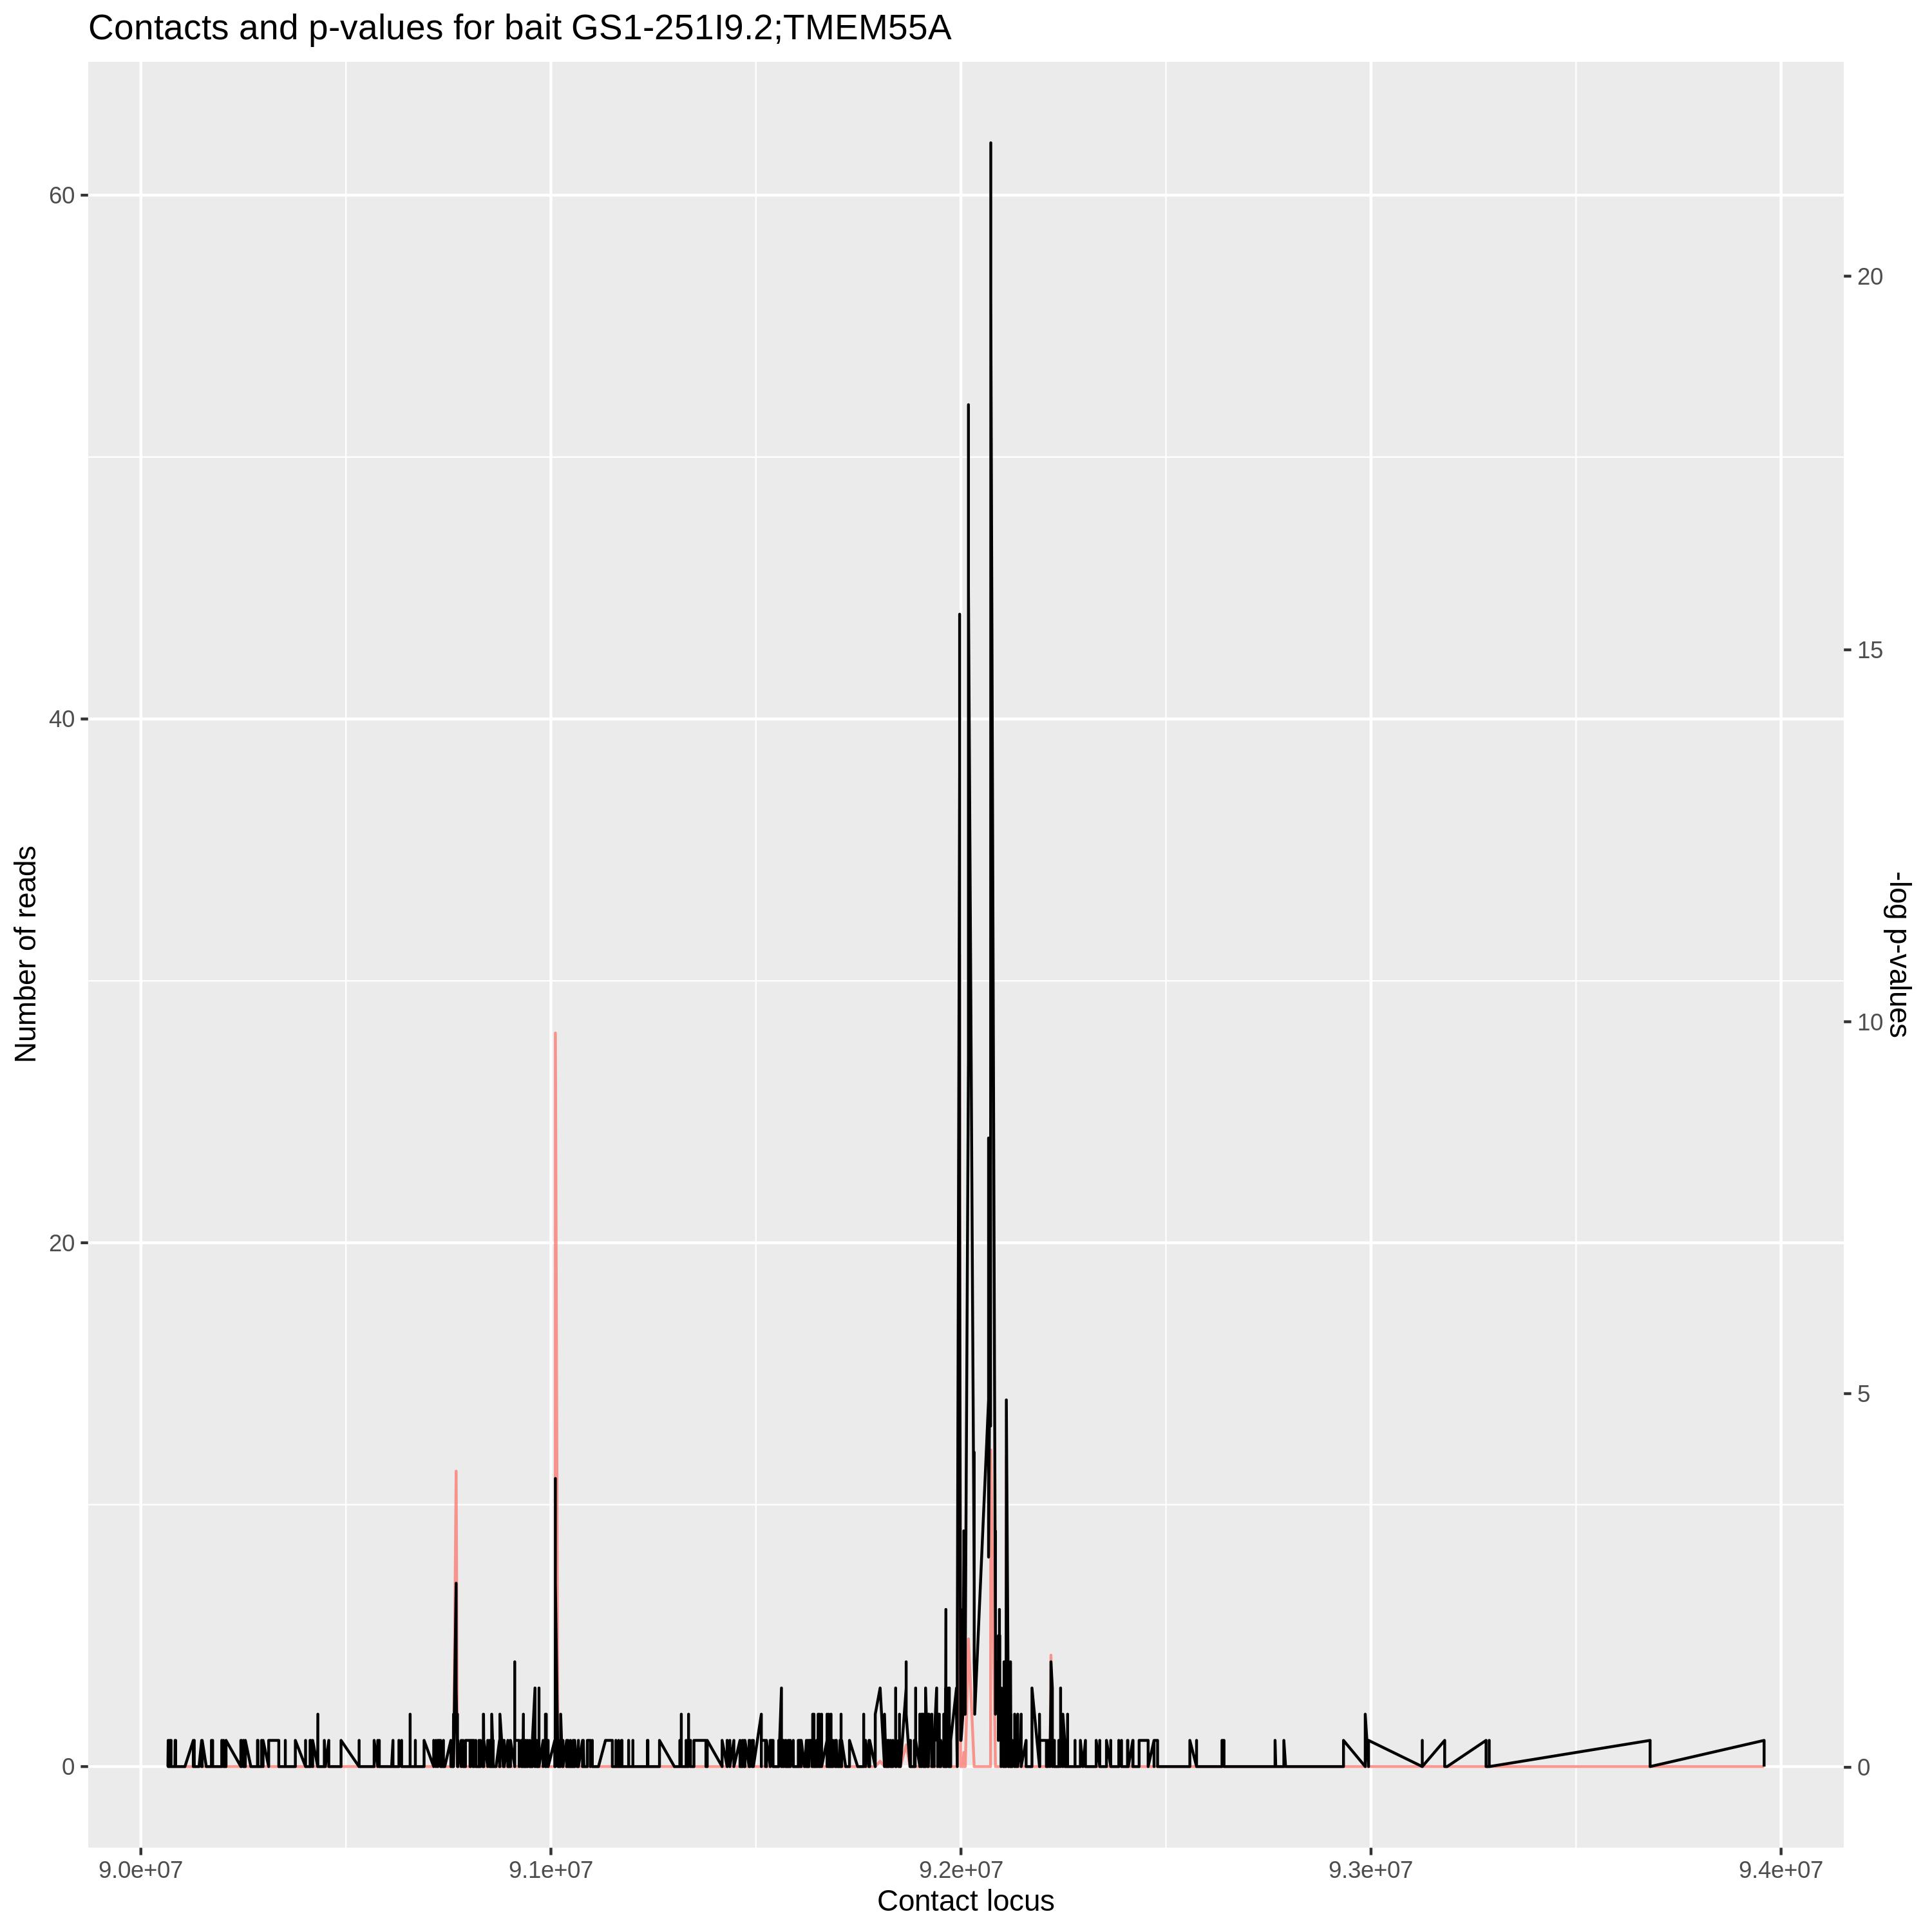 Contacts and p-values for bait GS1-251I9.2;TMEM55A
60
40
20
0
Number of reads
20
15
10
5
0
-log p-values
9.0e+07 9.1e+07 9.2e+07 9.3e+07 9.4e+07
Contact locus